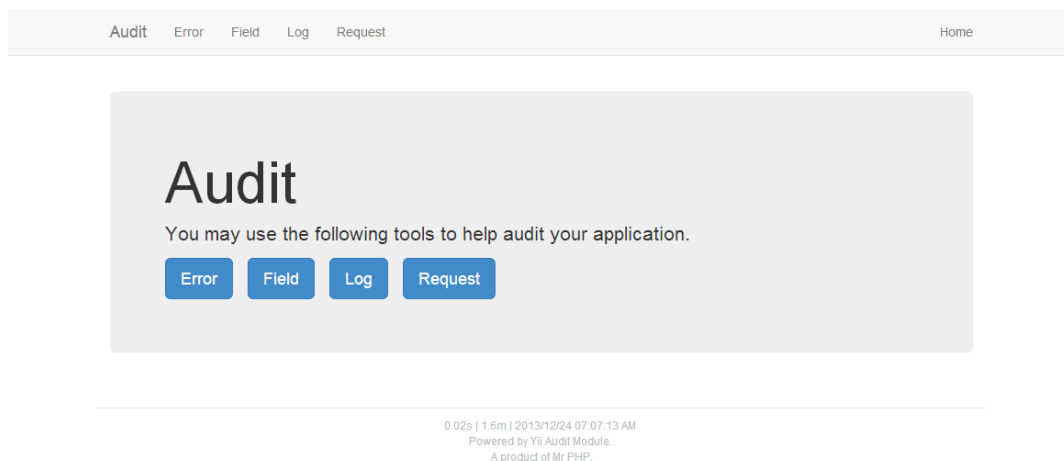 Audit Error Field Log Request Home
Audit
You may use the following tools to help audit your application.
Error Field Log Request
0.02s | 1.6m | 2013/12/24 07:07:13 AM
Powered by Yii Audit Module.
A product of Mr PHP.